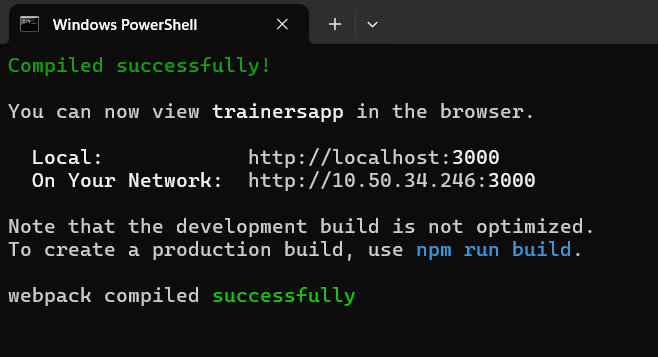 Windows PowerShell
Compiled successfully!
You can now view trainersapp in the browser.
Local: http://localhost:3000
On Your Network: http://10.50.34.246:3000
Note that the development build is not optimized.
To create a production build, use npm run build.
webpack compiled successfully